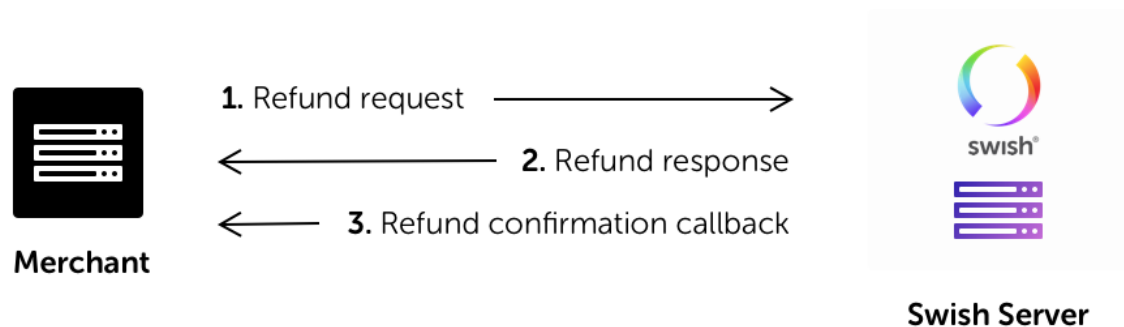 1. Refund request
2. Refund response
3. Refund confirmation callback
Merchant
swish®
Swish Server